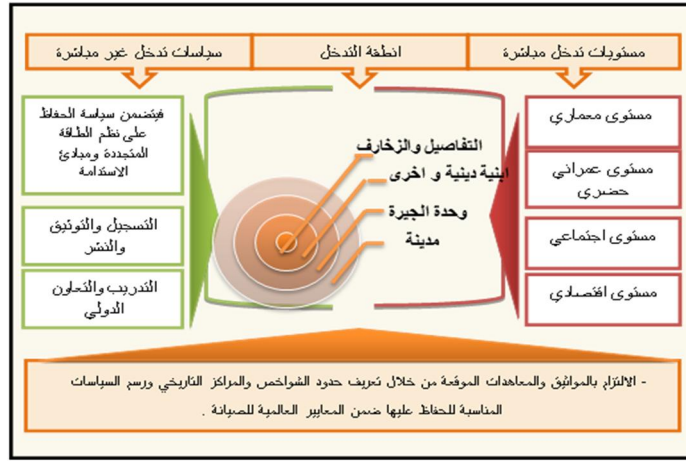 مستويات تدخل مباشرة
انطقة التدخل
سياسات تدخل غير مباشرة
مستوى معماري
مستوى عمراني
حضري
مستوى اجتماعي
مستوى اقتصادي
التفاصيل والزخارف
ابنية دينية و اخرى
وحدة الجيرة
مدينة
فيتضمن سياسة الحفاظ
على نظم الطاقة
المتجددة ومبادئ
الاستدامة
التسجيل والتوثيق
والنشر
التدريب والتعاون
الدولي
- الالتزام بالمواثيق والمعاهدات الموقعة من خلال تعريف حدود الشواخص والمراكز التاريخي ورسم السياسات
المناسبة للحفاظ عليها ضمن المعايير العالمية للصيانة .